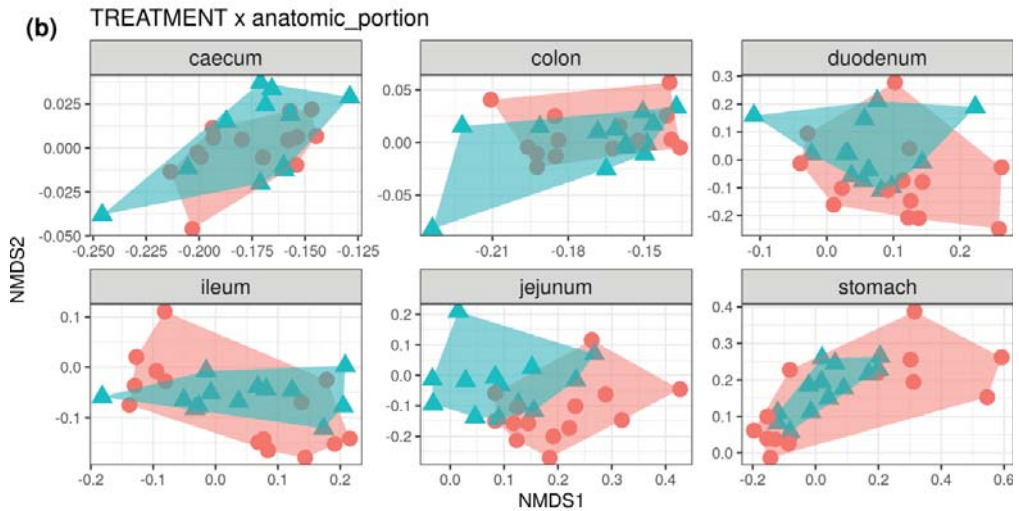 (b) TREATMENT x anatomic_portion
caecum colon duodenum
0.025
0.000
-0.025
-0.050
-0.250 -0.225 -0.200 -0.175 -0.150 -0.125
0.05
0.00
-0.05
-0.21 -0.18 -0.15
0.3
0.2
0.1
0.0
-0.1
-0.2
-0.1 0.0 0.1 0.2
NMDS2
ileum jejunum stomach
0.1
-0.0
-0.1
-0.2 -0.1 0.0 0.1 0.2
0.2
0.1
0.0
-0.1
-0.2
0.0 0.1 0.2 0.3 0.4
0.4
0.3
0.2
0.1
0.0
-0.2 0.0 0.2 0.4 0.6
NMDS1